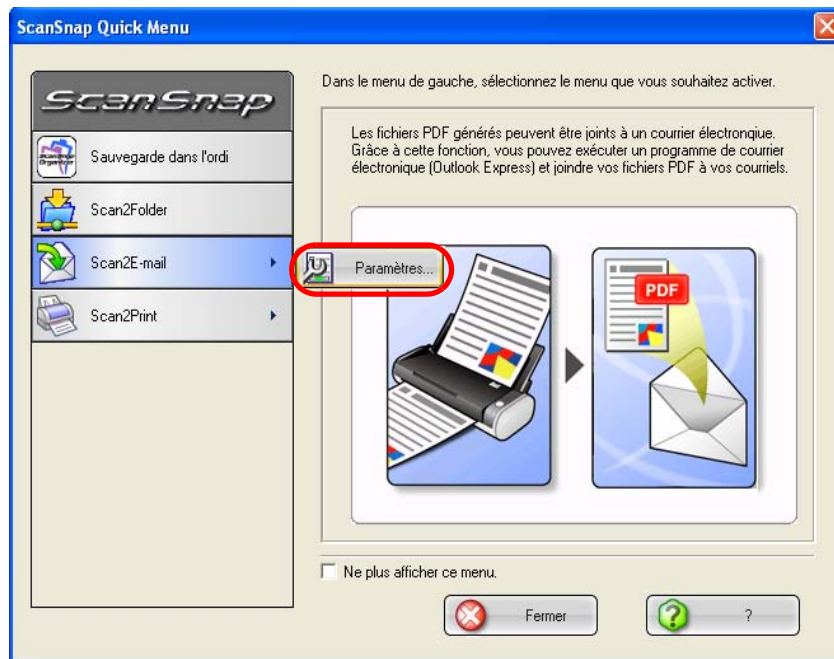 ScanSnap Quick Menu
ScanSnap
Sauvegarde dans l'ordi
Scan2Folder
Scan2E-mail
Scan2Print
Paramètres...
Dans le menu de gauche, sélectionnez le menu que vous souhaitez activer.
Les fichiers PDF générés peuvent être joints à un courrier électronqiue.
Grâce à cette fonction, vous pouvez exécuter un programme de courrier
électronique (Outlook Express) et joindre vos fichiers PDF à vos courriels.
PDF
Ne plus afficher ce menu.
Fermer
?